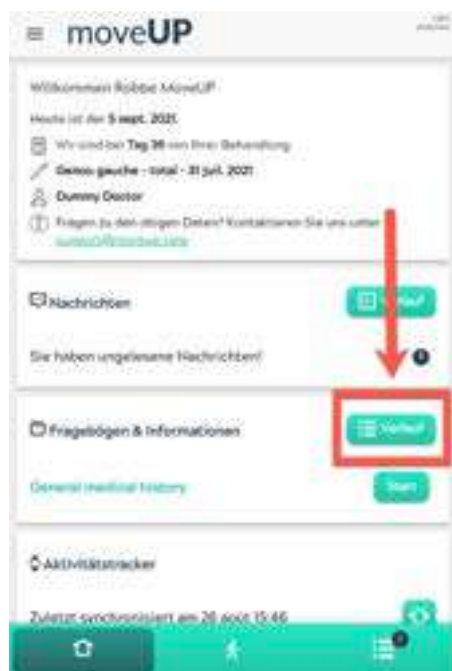 moveUP
Willkommen Robbe MoveUP
Heute ist der 5 sept. 2021.
Wir sind bei Tag 36 von Ihrer Behandlung
Genou gauche - total - 31 juil. 2021
Dummy Doctor
Fragen zu den obigen Daten? Kontaktieren Sie uns unter
Nachrichten
Sie haben ungelesene Nachrichten!
Fragebögen & Informationen
Verlauf
General medical history
Start
Aktivitätstracker
Zuletzt synchronisiert am 26 août 15:46